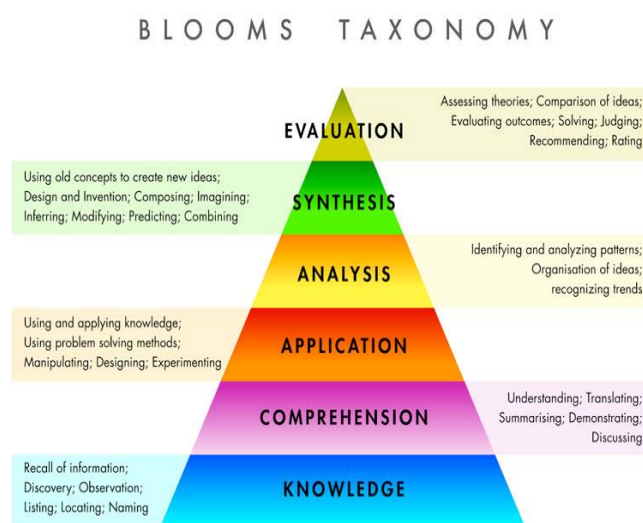 BLOOMS TAXONOMY
EVALUATION
Assessing theories; Comparison of ideas;
Evaluating outcomes; Solving; Judging;
Recommending; Rating
Using old concepts to create new ideas;
Design and Invention; Composing; Imagining;
Inferring; Modifying; Predicting; Combining
SYNTHESIS
ANALYSIS
Identifying and analyzing patterns;
Organisation of ideas;
recognizing trends
Using and applying knowledge;
Using problem solving methods;
Manipulating; Designing; Experimenting
APPLICATION
COMPREHENSION
Understanding; Translating;
Summarising; Demonstrating;
Discussing
Recall of information;
Discovery; Observation;
Listing; Locating; Naming
KNOWLEDGE